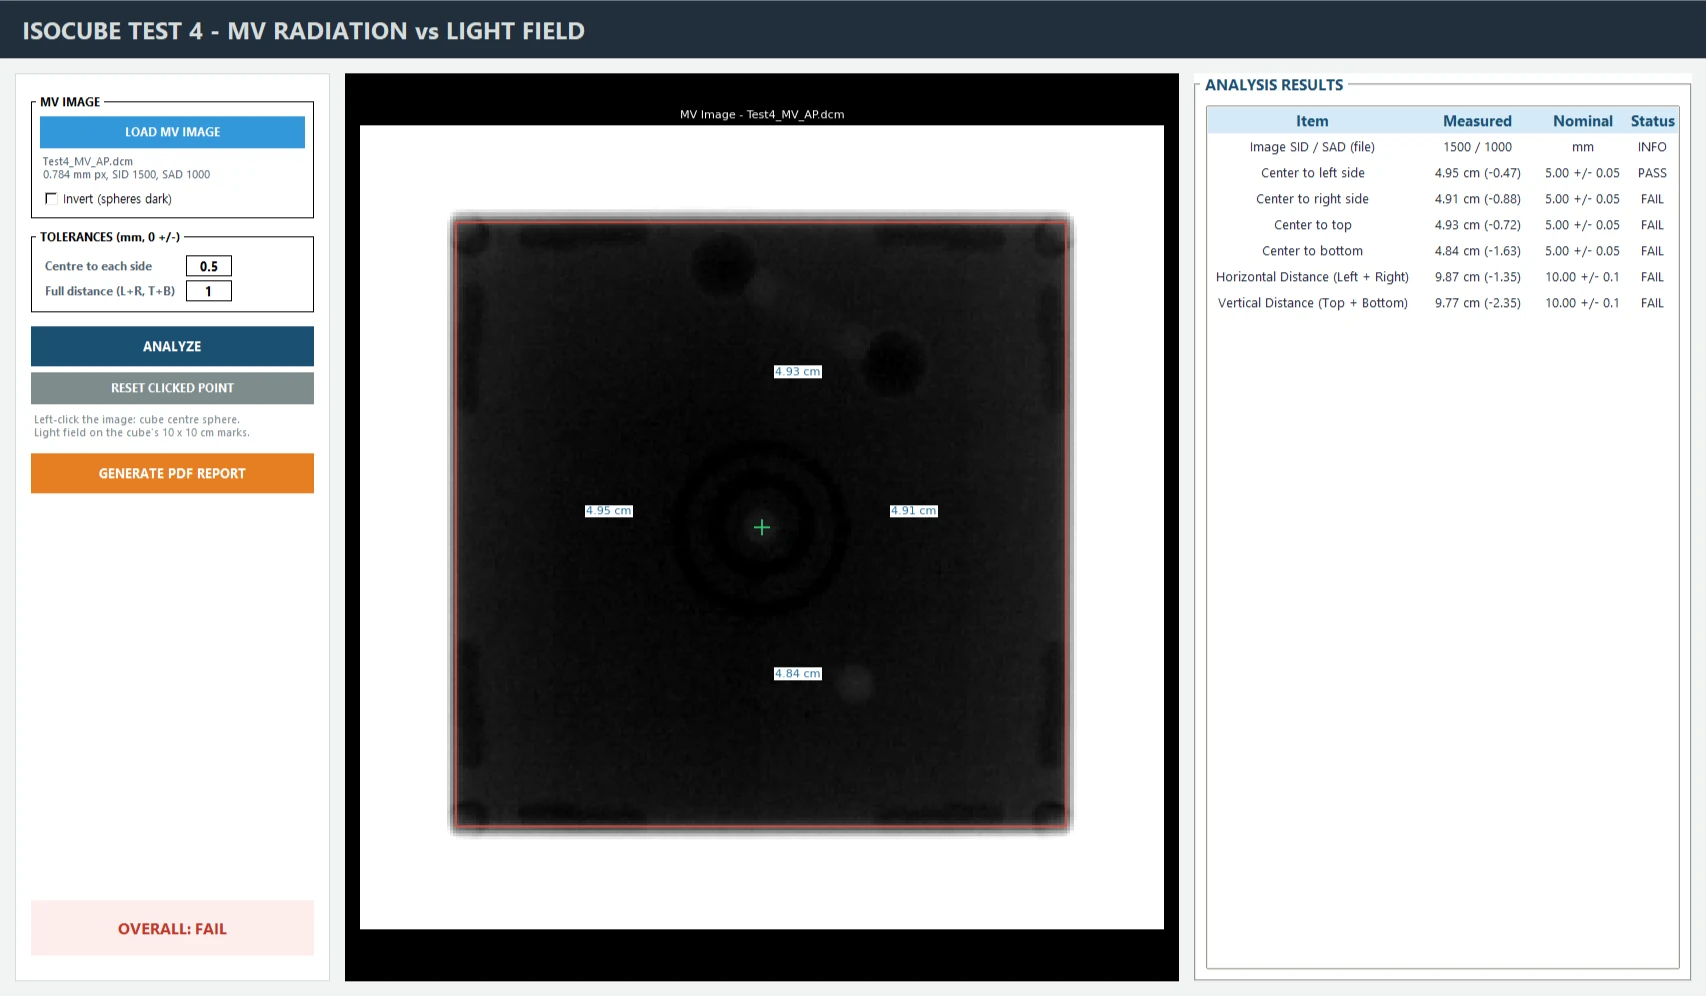 ISOCUBE TEST 4 - MV RADIATION vs LIGHT FIELD
MV IMAGE
LOAD MV IMAGE
Test4_MV_AP.dcm
0.784 mm px, SID 1500, SAD 1000
Invert (spheres dark)
TOLERANCES (mm, 0 +/-)
Centre to each side 0.5
Full distance (L+R, T+B) 1
ANALYZE
RESET CLICKED POINT
Left-click the image: cube centre sphere.
Light field on the cube's 10 x 10 cm marks.
GENERATE PDF REPORT
OVERALL: FAIL
MV Image - Test4_MV_AP.dcm
4.93 cm
4.95 cm 4.91 cm
4.84 cm
ANALYSIS RESULTS
Item Measured Nominal Status
Image SID / SAD (file) 1500 / 1000 mm INFO
Center to left side 4.95 cm (-0.47) 5.00 +/- 0.05 PASS
Center to right side 4.91 cm (-0.88) 5.00 +/- 0.05 FAIL
Center to top 4.93 cm (-0.72) 5.00 +/- 0.05 FAIL
Center to bottom 4.84 cm (-1.63) 5.00 +/- 0.05 FAIL
Horizontal Distance (Left + Right) 9.87 cm (-1.35) 10.00 +/- 0.1 FAIL
Vertical Distance (Top + Bottom) 9.77 cm (-2.35) 10.00 +/- 0.1 FAIL